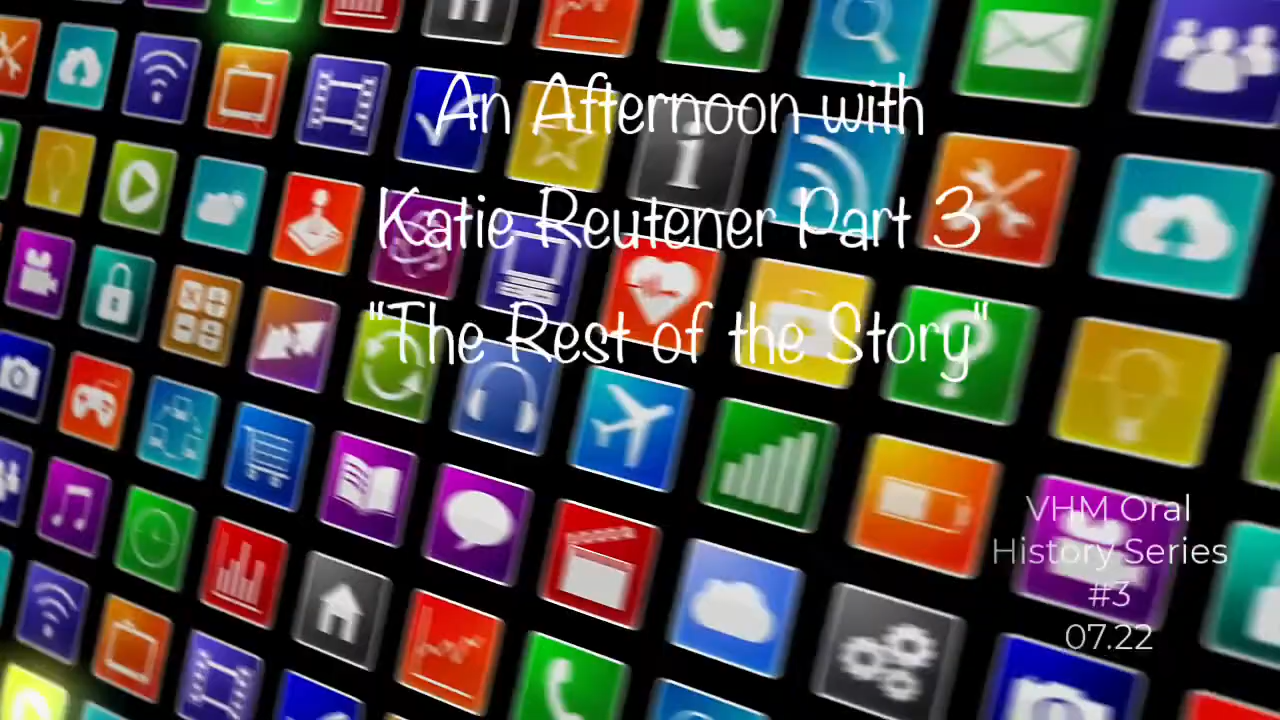 An Afternoon with
Katie Reutener Part 3
"The Rest of the Story"
VHM Oral
History Series
#3
07.22